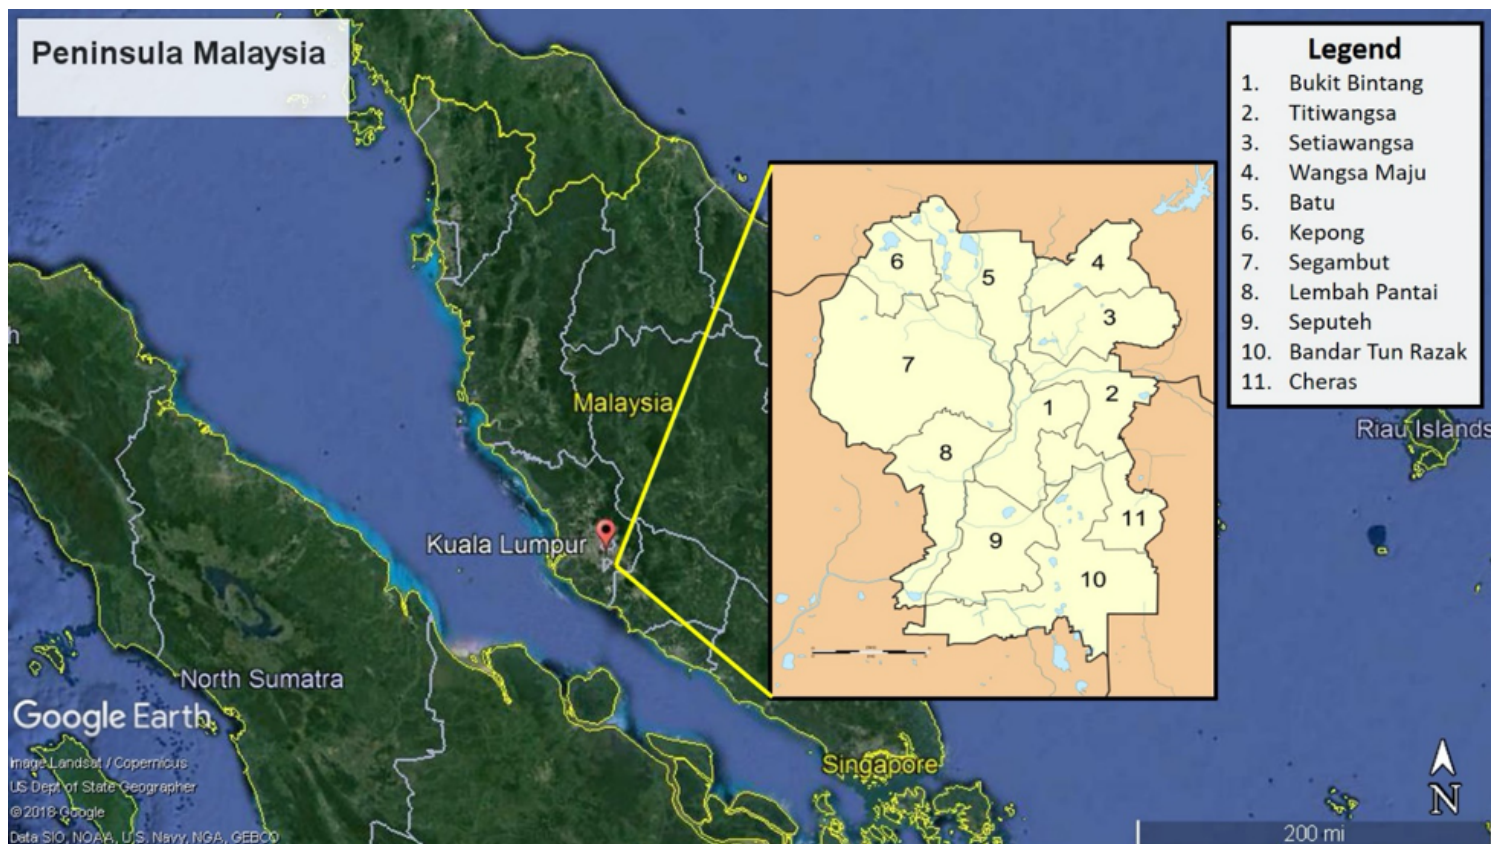 Peninsula Malaysia
Legend
1. Bukit Bintang
2. Titiwangsa
3. Setiawangsa
4. Wangsa Maju
5. Batu
6. Kepong
7. Segambut
8. Lembah Pantai
9. Seputeh
10. Bandar Tun Razak
11. Cheras
6
5
4
3
7
2
1
8
11
9
10
h
Malaysia
Riau Islands
Kuala Lumpur
P
North Sumatra
Google Earth
Singapore
Image Landsat / Copernicus
US Dept of State Geographer
© 2018 Google
Data SIO, NOAA, U.S. Navy, NGA, GEBCO
N
200 mi